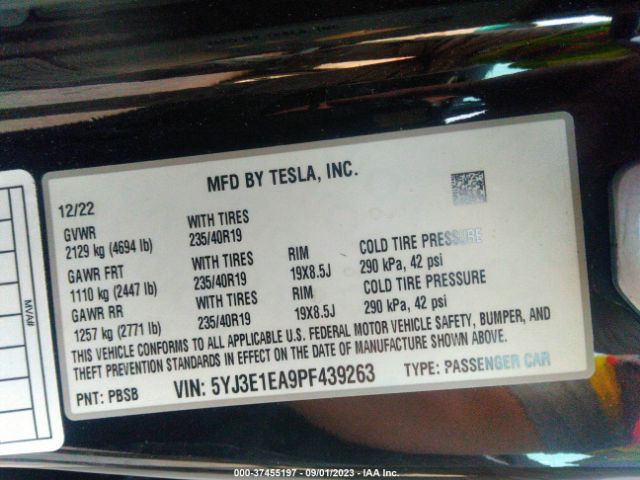 MFD BY TESLA, INC.
12/22
GVWR
2129 kg (4694 lb)
WITH TIRES
235/40R19
GAWR FRT
1110 kg (2447 lb)
WITH TIRES
235/40R19
RIM
19X8.5J
COLD TIRE PRESSURE
290 kPa, 42 psi
GAWR RR
1257 kg (2771 lb)
WITH TIRES
235/40R19
RIM
19X8.5J
COLD TIRE PRESSURE
290 kPa, 42 psi
THIS VEHICLE CONFORMS TO ALL APPLICABLE U.S. FEDERAL MOTOR VEHICLE SAFETY, BUMPER, AND
THEFT PREVENTION STANDARDS IN EFFECT ON THE DATE OF MANUFACTURE SHOWN ABOVE.
PNT: PBSB
VIN: 5YJ3E1EA9PF439263
TYPE: PASSENGER CAR
MVA#
000-37455197 - 09/01/2023 - IAA Inc.